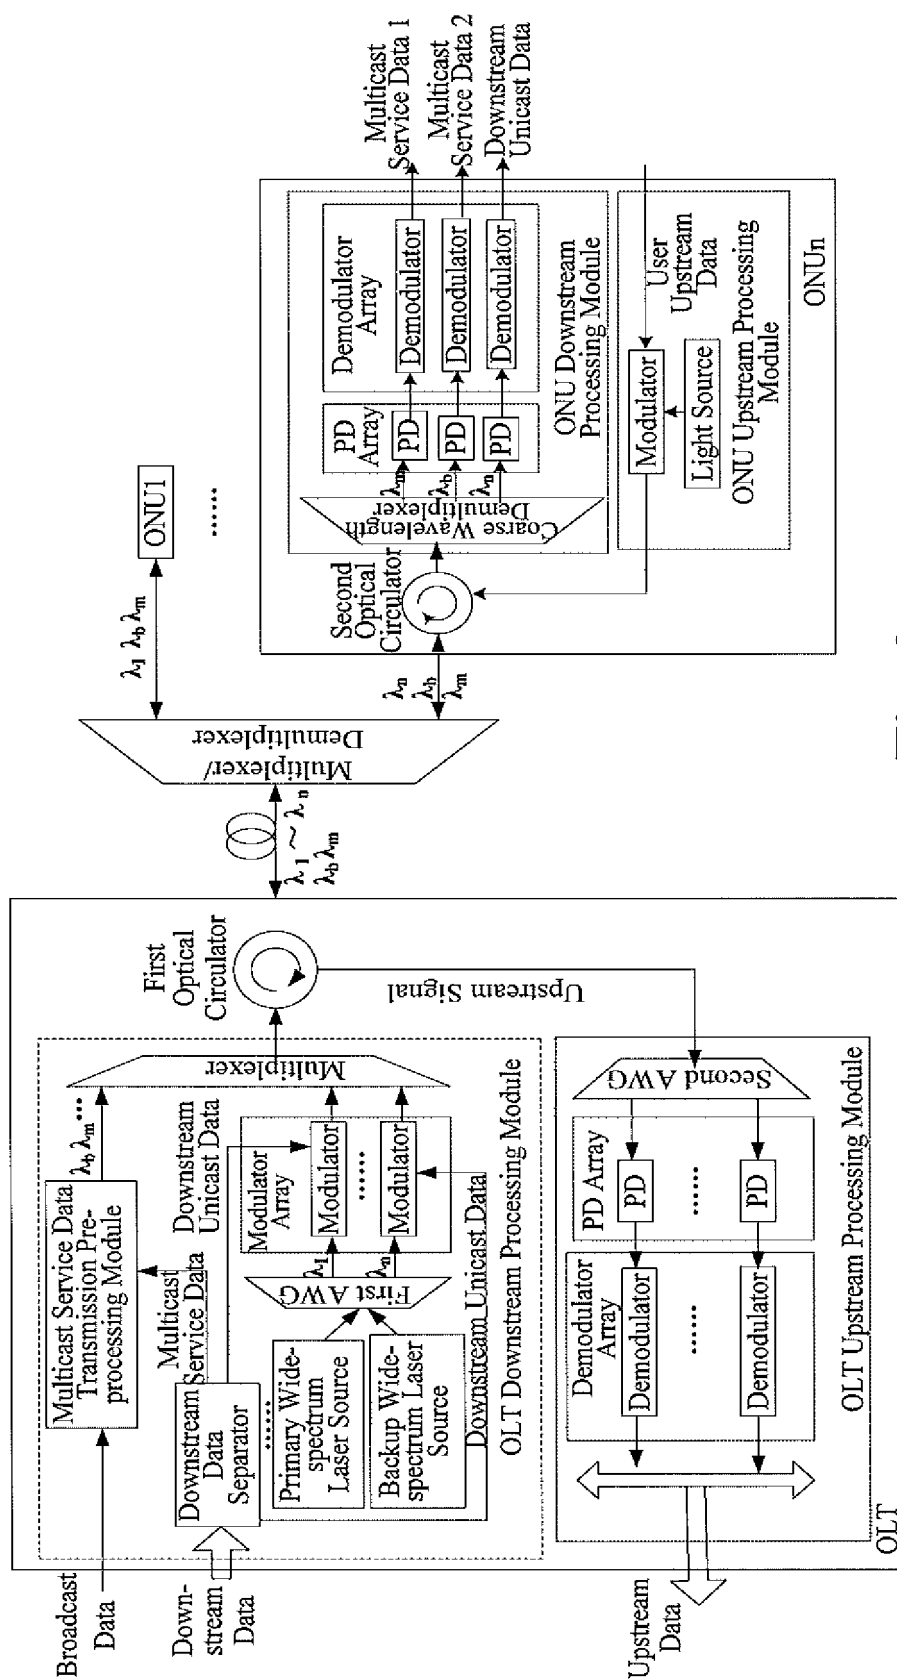 Broadcast
Data
Down-
stream
Data
Upstream
Data
Multicast Service Data
Transmission Pre-
processing Module
λb λm ...
Multicast
Service Data
Downstream
Unicast Data
Downstream
Data
Separator
......
Primary Wide-
spectrum
Laser Source
Backup Wide-
spectrum Laser
Source
First AWG
λ1
λn
Modulator
Array
Modulator
......
Modulator
Downstream Unicast Data
OLT Downstream Processing Module
Multiplexer
First
Optical
Circulator
Upstream Signal
Second AWG
PD Array
PD
......
PD
Demodulator
Array
Demodulator
......
Demodulator
OLT Upstream Processing Module
OLT
λ1 ~ λn
λb λm
Multiplexer/
Demultiplexer
λ1 λb λm
ONU1
......
λn
λb
λm
Second
Optical
Circulator
Coarse Wavelength
Demultiplexer
λm
λb
λn
PD
Array
PD
PD
PD
Demodulator
Array
Demodulator
Demodulator
Demodulator
Multicast
Service Data 1
Multicast
Service Data 2
Downstream
Unicast Data
ONU Downstream
Processing Module
User
Upstream
Data
Modulator
Light Source
ONU Upstream Processing
Module
ONUn